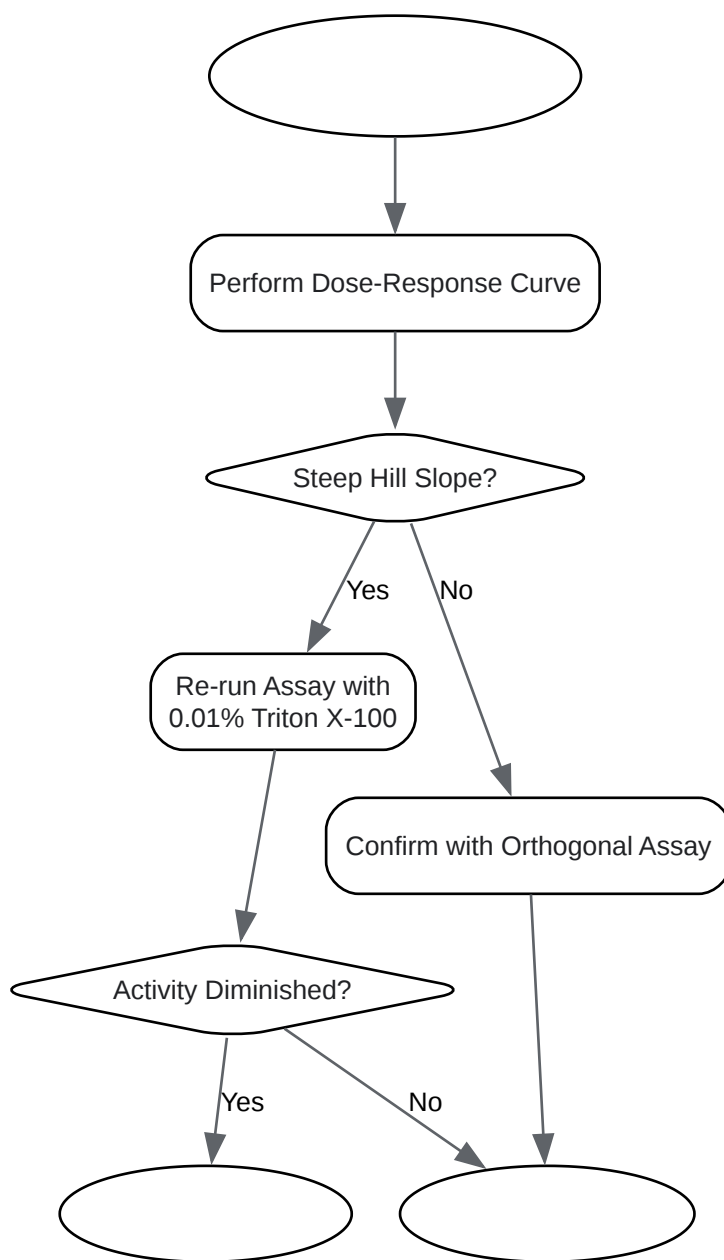 Perform Dose-Response Curve
Steep Hill Slope?
Yes
No
Re-run Assay with
0.01% Triton X-100
Confirm with Orthogonal Assay
Activity Diminished?
Yes
No